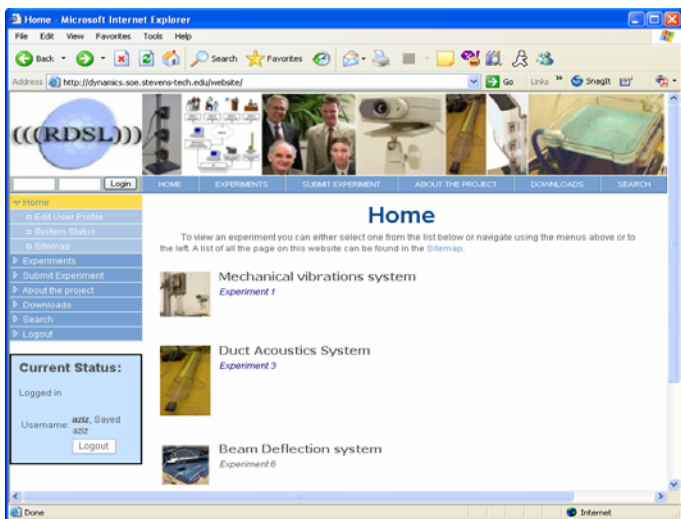 Home - Microsoft Internet Explorer
File Edit View Favorites Tools Help
Back Search Favorites
Address http://dynamics.soe.stevens-tech.edu/website/ Go Links » SnagIt
(((RDSL)))
Login HOME EXPERIMENTS SUBMIT EXPERIMENT ABOUT THE PROJECT DOWNLOADS SEARCH
Home
Edit User Profile
System Status
Sitemap
Experiments
Submit Experiment
About the project
Downloads
Search
Logout
Current Status:
Logged in
Username: aziz, Sayed
aziz
Logout
Home
To view an experiment you can either select one from the list below or navigate using the menus above or to
the left. A list of all the page on this website can be found in the Sitemap.
Mechanical vibrations system
Experiment 1
Duct Acoustics System
Experiment 3
Beam Deflection system
Experiment 6
Done Internet